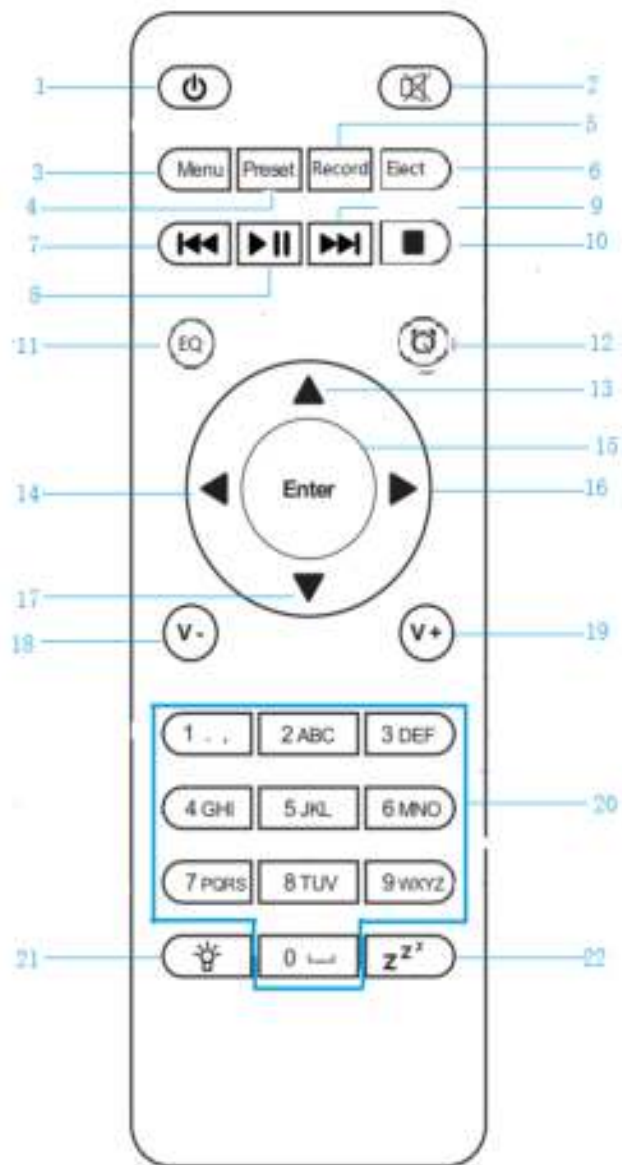 1
2
5
3 Menu Preset Record Eject 6
4
9
7
10
8
11 EQ 12
13
15
14 Enter 16
17
18 V - V + 19
1 . , 2 ABC 3 DEF
4 GHI 5 JKL 6 MNO 20
7 PQRS 8 TUV 9 WXYZ
21 0 z z z 22